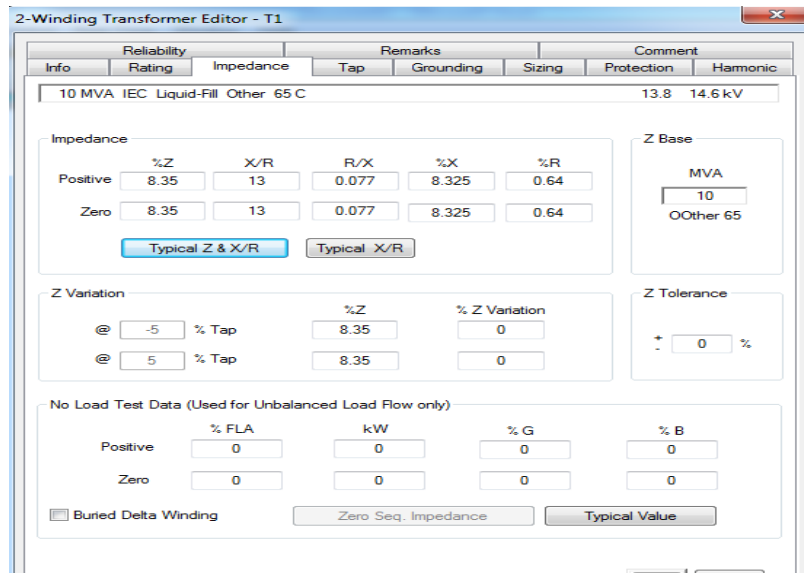 2-Winding Transformer Editor - T1
Reliability Remarks Comment
Info Rating Impedance Tap Grounding Sizing Protection Harmonic
10 MVA IEC Liquid-Fill Other 65 C 13.8 14.6 kV
Impedance Z Base
%Z X/R R/X %X %R
MVA
Positive 8.35 13 0.077 8.325 0.64
10
Zero 8.35 13 0.077 8.325 0.64
OOther 65
Typical Z & X/R Typical X/R
Z Variation Z Tolerance
%Z % Z Variation
@ -5 % Tap 8.35 0
+ - 0 %
@ 5 % Tap 8.35 0
No Load Test Data (Used for Unbalanced Load Flow only)
% FLA kW % G % B
Positive 0 0 0 0
Zero 0 0 0 0
Buried Delta Winding Zero Seq. Impedance Typical Value